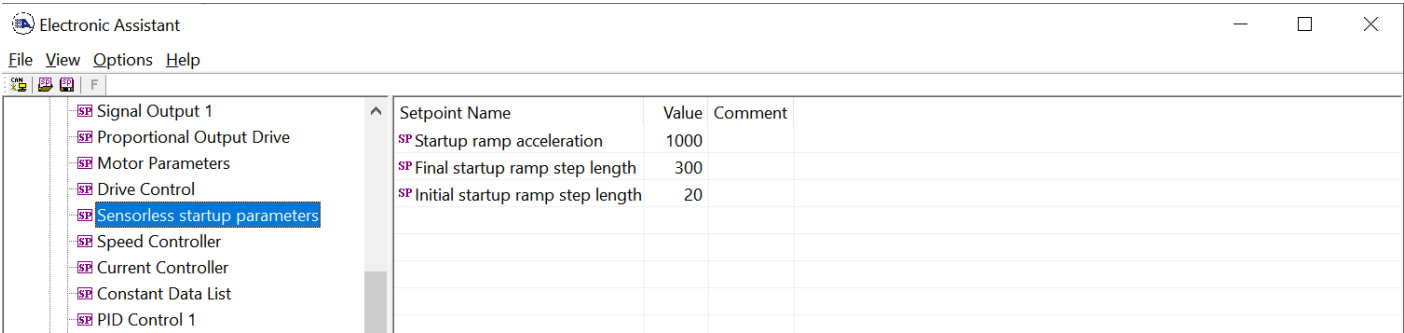 Electronic Assistant
File View Options Help
CAN SP SP F
SP Signal Output 1
SP Proportional Output Drive
SP Motor Parameters
SP Drive Control
SP Sensorless startup parameters
SP Speed Controller
SP Current Controller
SP Constant Data List
SP PID Control 1
Setpoint Name Value Comment
SP Startup ramp acceleration 1000
SP Final startup ramp step length 300
SP Initial startup ramp step length 20